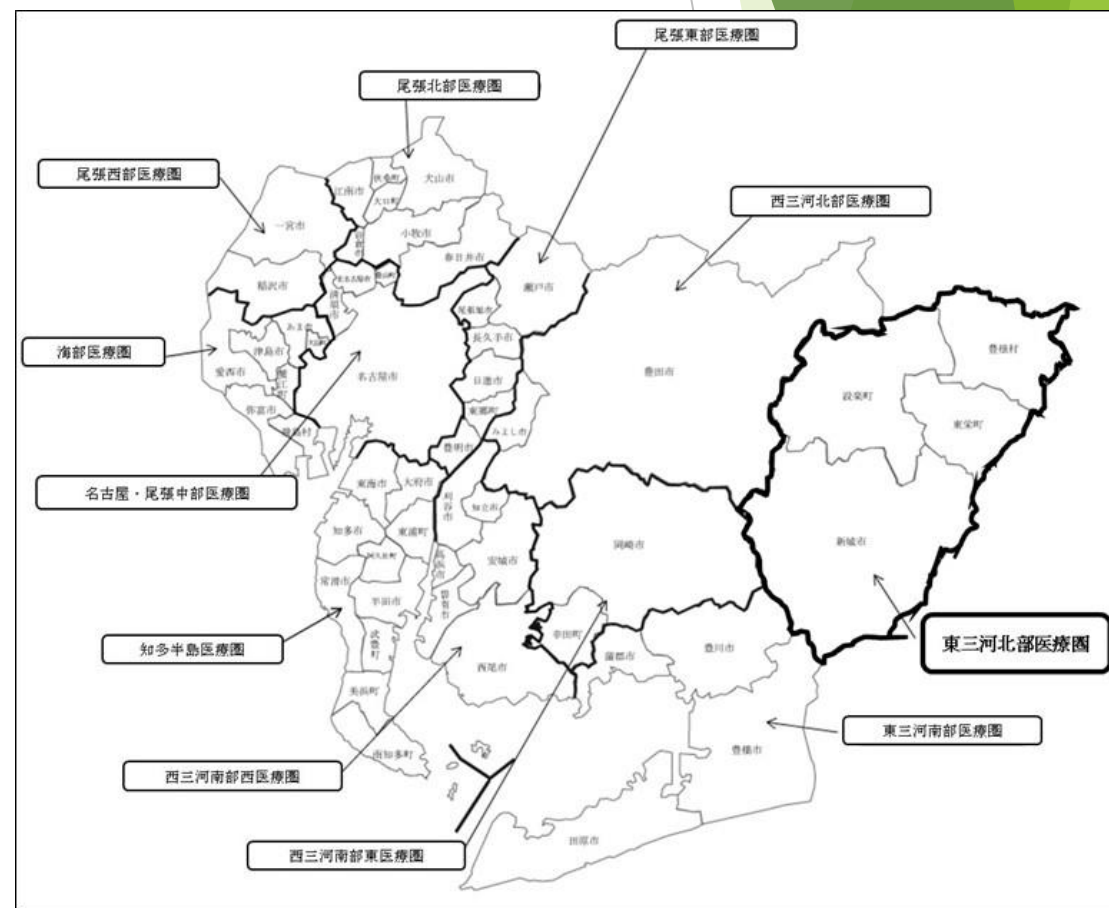 尾張東部医療圏
尾張北部医療圏
尾張西部医療圏
西三河北部医療圏
江南市
扶桑町
犬山市
大口町
一宮市
小牧市
春日井市
瀬戸市
稲沢市
清須市
尾張旭市
あま市
長久手市
海部医療圏
津島市
愛西市
蟹江町
名古屋市
日進市
豊田市
豊根村
設楽町
東栄町
弥富市
飛島村
東郷町
みよし市
豊明市
名古屋・尾張中部医療圏
東海市
大府市
刈谷市
知立市
知多市
東浦町
岡崎市
新城市
阿久比町
高浜市
安城市
常滑市
半田市
碧南市
知多半島医療圏
武豊町
幸田町
豊川市
東三河北部医療圏
西尾市
蒲郡市
美浜町
東三河南部医療圏
南知多町
豊橋市
西三河南部西医療圏
田原市
西三河南部東医療圏